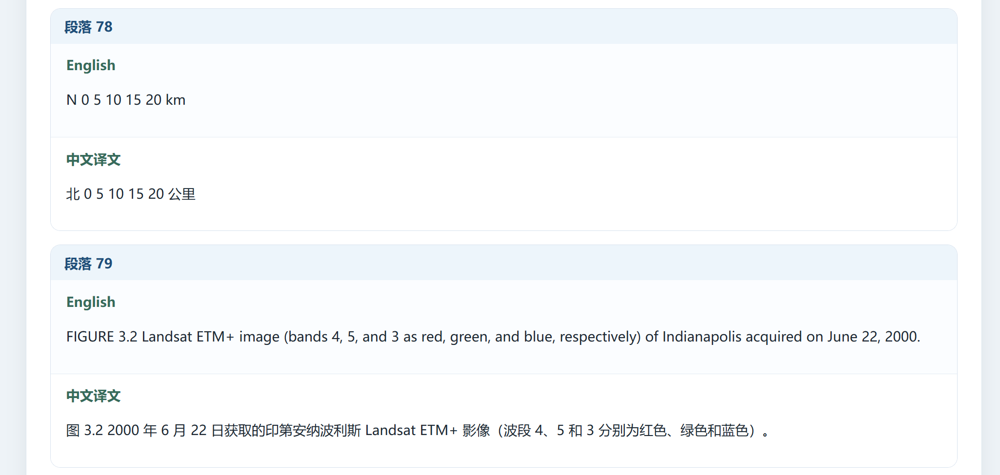 段落 78
English
N 0 5 10 15 20 km
中文译文
北 0 5 10 15 20 公里
段落 79
English
FIGURE 3.2 Landsat ETM+ image (bands 4, 5, and 3 as red, green, and blue, respectively) of Indianapolis acquired on June 22, 2000.
中文译文
图 3.2 2000 年 6 月 22 日获取的印第安纳波利斯 Landsat ETM+ 影像（波段 4、5 和 3 分别为红色、绿色和蓝色）。